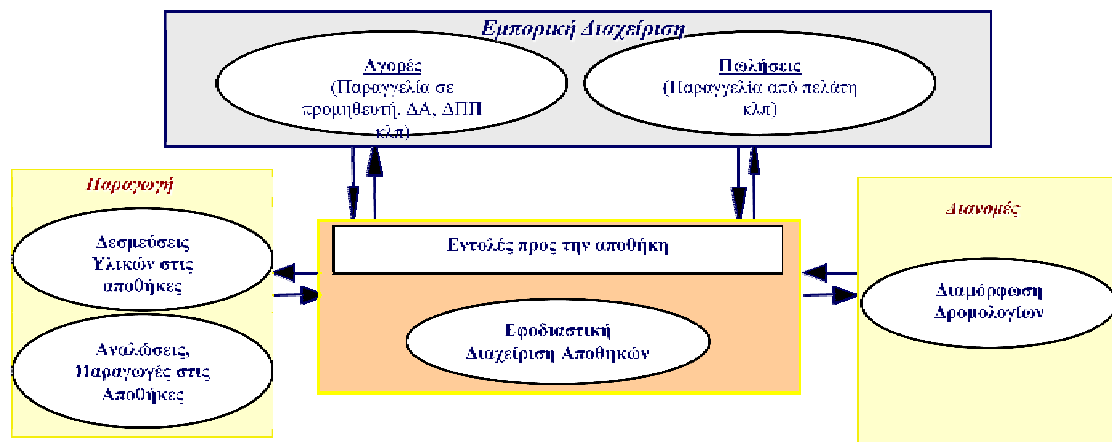 Εμπορική Διαχείριση
Αγορές
(Παραγγελία σε
προμηθευτή. ΔΑ, ΔΠΠ
κλπ)
Πωλήσεις
(Παραγγελία από πελάτη
κλπ)
Παραγωγή
Δεσμεύσεις
Υλικών στις
αποθήκες
Αναλώσεις,
Παραγωγές στις
Αποθήκες
Εντολές προς την αποθήκη
Εφοδιαστική
Διαχείριση Αποθηκών
Διανομές
Διαμόρφωση
Δρομολογίων